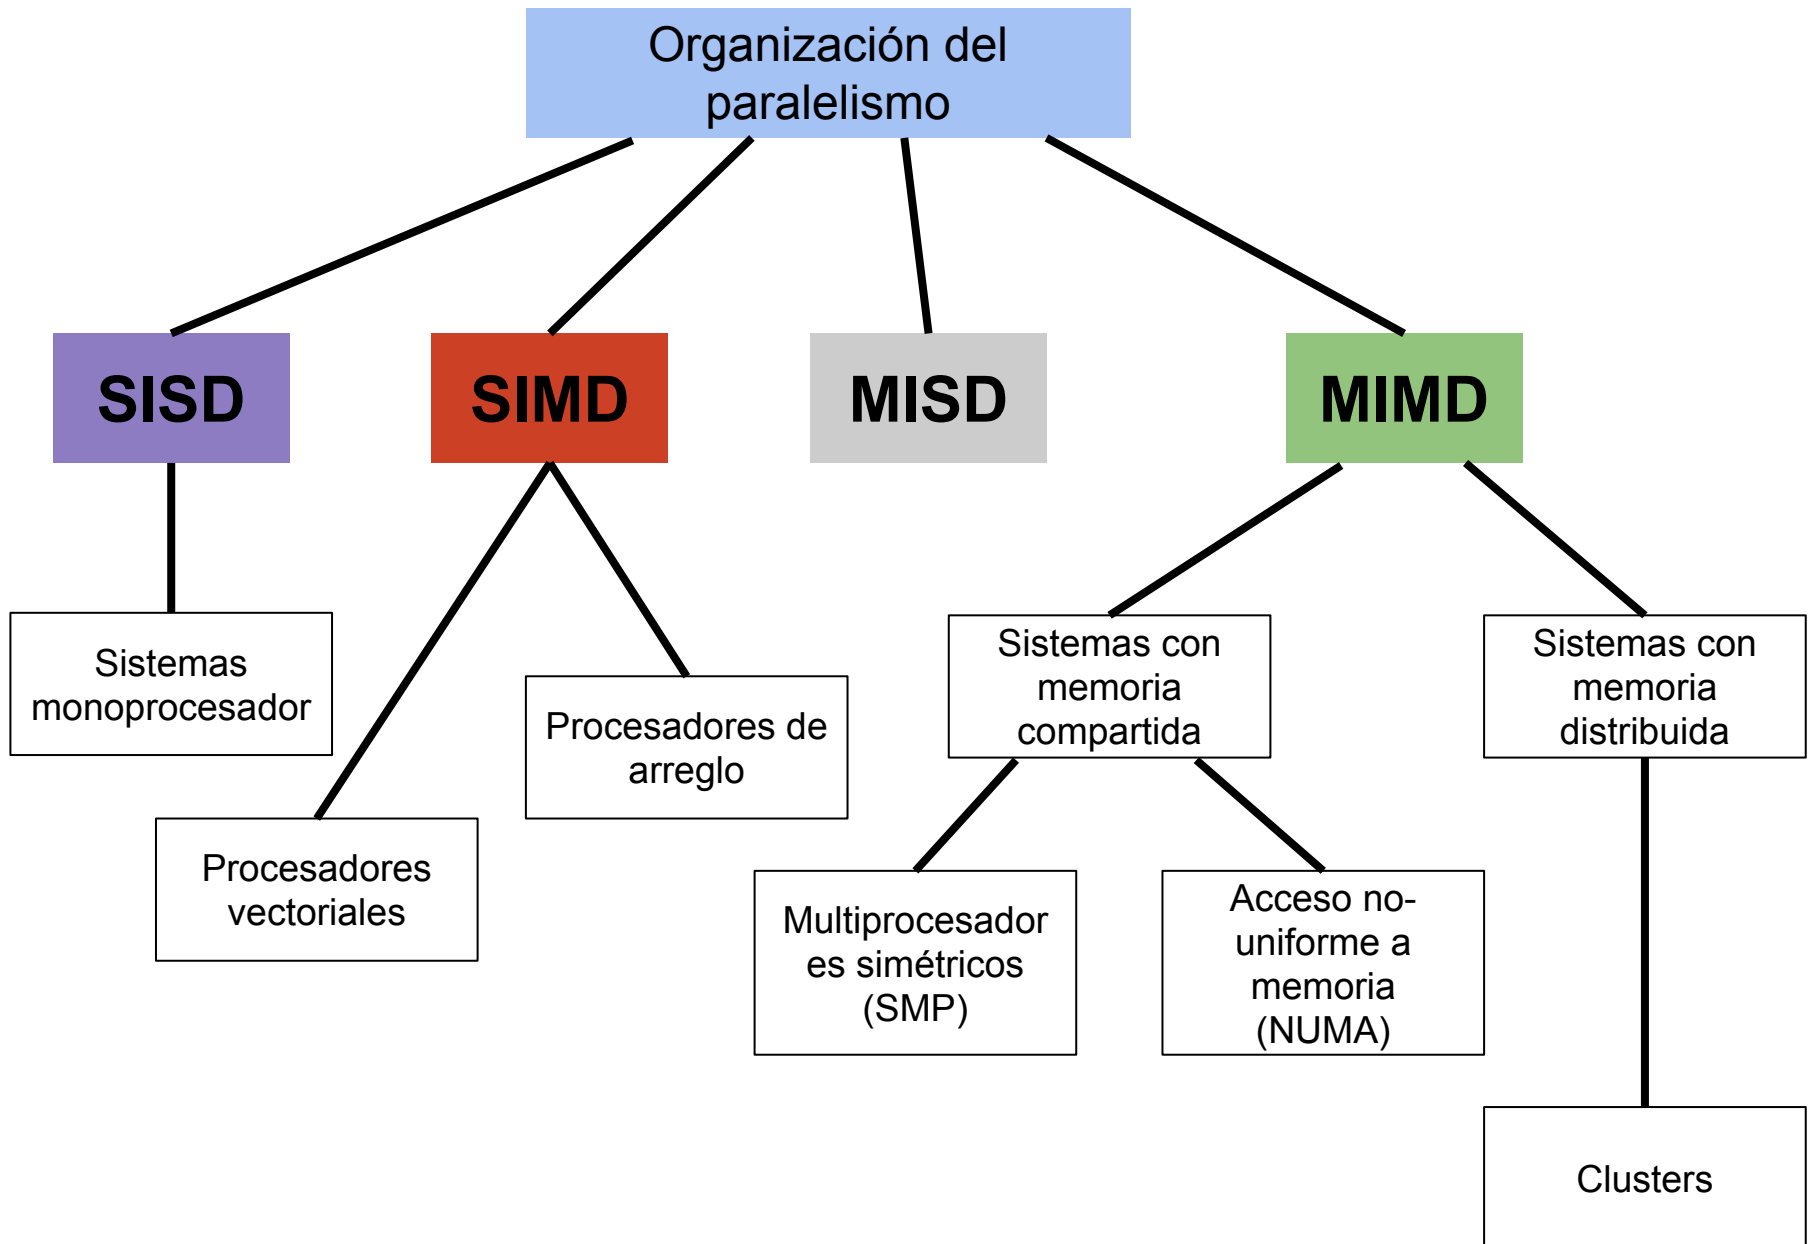 Organización del
paralelismo
SISD
SIMD
MISD
MIMD
Sistemas
monoprocesador
Procesadores
vectoriales
Procesadores de
arreglo
Sistemas con
memoria
compartida
Sistemas con
memoria
distribuida
Multiprocesador
es simétricos
(SMP)
Acceso no-
uniforme a
memoria
(NUMA)
Clusters